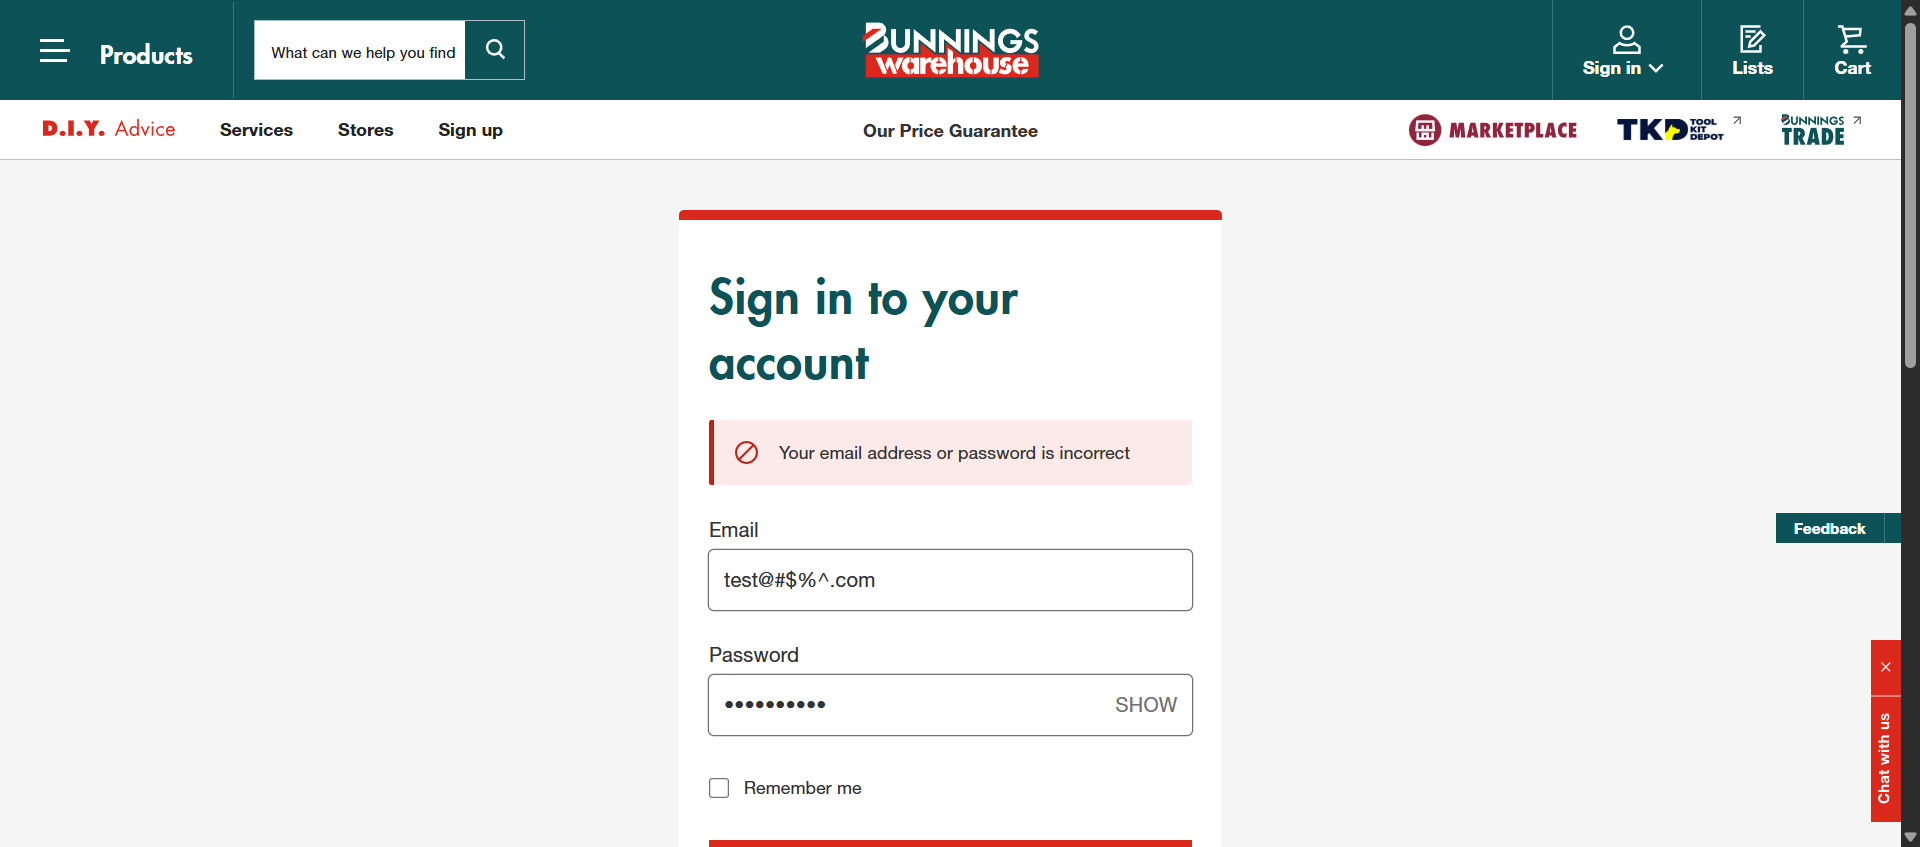 Products
What can we help you find
BUNNINGS
warehouse
Sign in
Lists
Cart
D.I.Y. Advice
Services
Stores
Sign up
Our Price Guarantee
MARKETPLACE
TKD TOOL
KIT
DEPOT
BUNNINGS
TRADE
Sign in to your
account
Your email address or password is incorrect
Email
test@#$%^.com
Feedback
Password
•••••••••• SHOW
Remember me
Chat with us